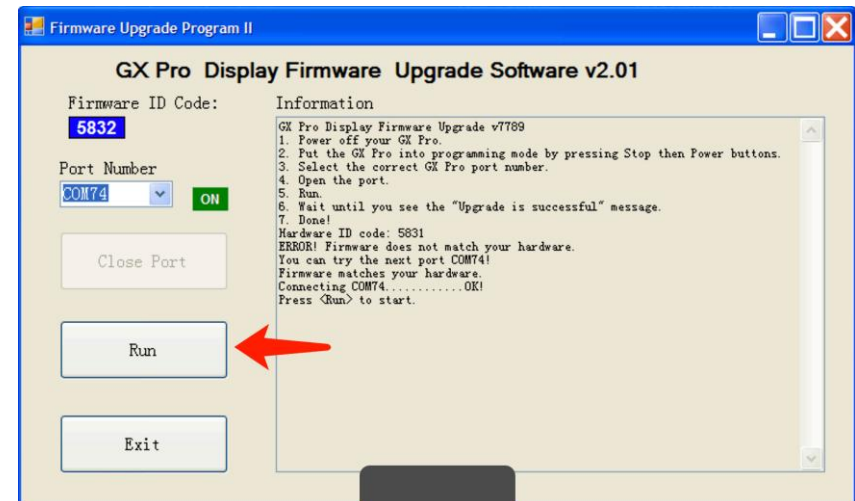 Firmware Upgrade Program II
GX Pro Display Firmware Upgrade Software v2.01
Firmware ID Code:
5832
Port Number
COM74
ON
Close Port
Run
Exit
Information
GX Pro Display Firmware Upgrade v7789
1. Power off your GX Pro.
2. Put the GX Pro into programming mode by pressing Stop then Power buttons.
3. Select the correct GX Pro port number.
4. Open the port.
5. Run.
6. Wait until you see the "Upgrade is successful" message.
7. Done!
Hardware ID code: 5831
ERROR! Firmware does not match your hardware.
You can try the next port COM74!
Firmware matches your hardware.
Connecting COM74............OK!
Press <Run> to start.